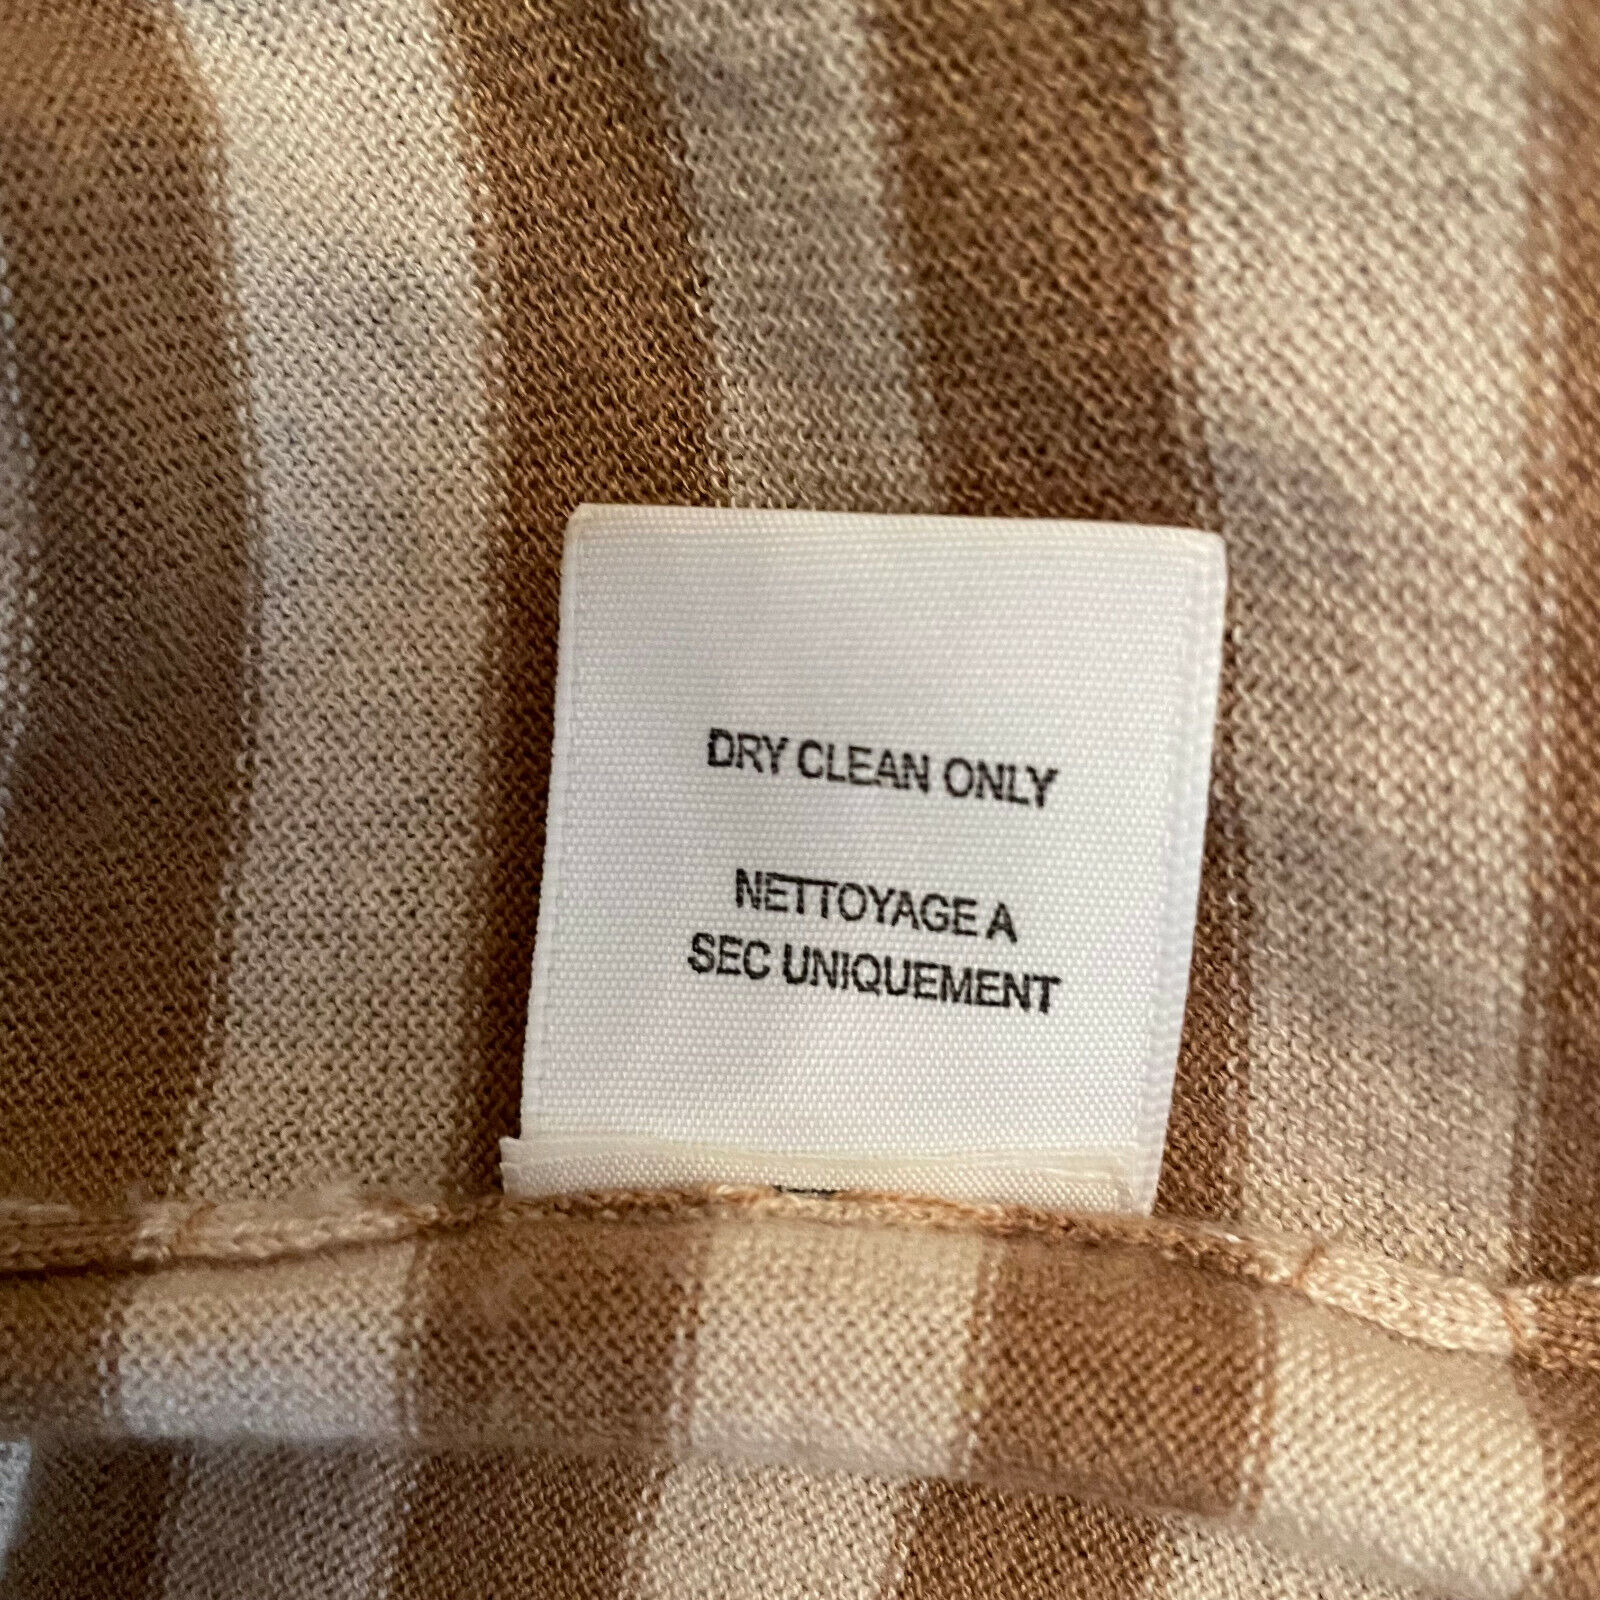 DRY CLEAN ONLY
NETTOYAGE A
SEC UNIQUEMENT